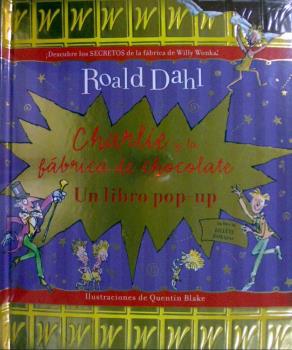 ¡Descubre los SECRETOS de la fábrica de Willy Wonka!
Roald Dahl
Charlie y la
fábrica de chocolate
Un libro pop-up
Ilustraciones de Quentin Blake